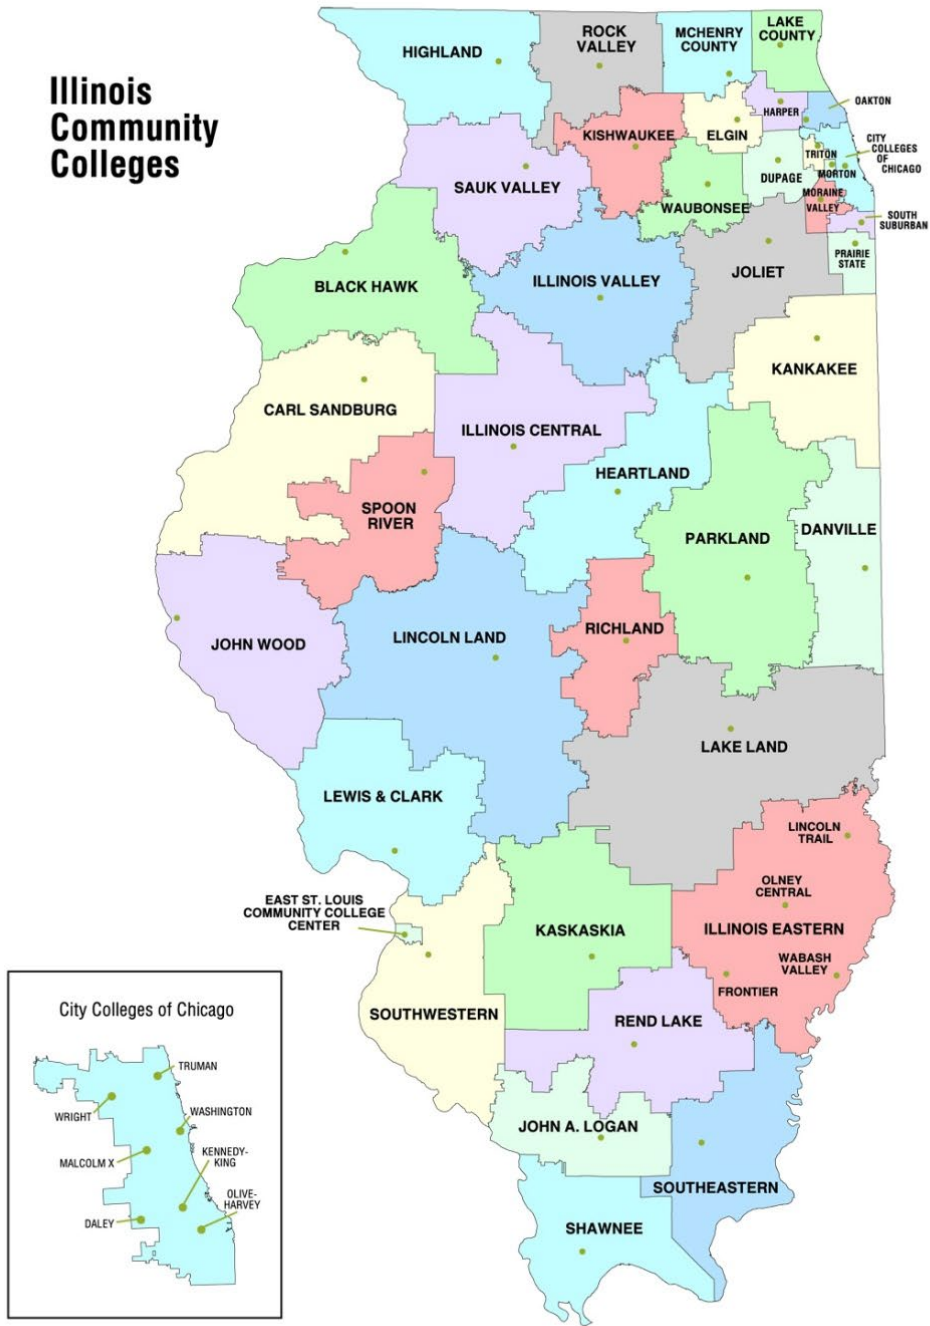 Illinois
Community
Colleges
HIGHLAND
ROCK
VALLEY
MCHENRY
COUNTY
LAKE
COUNTY
HARPER
OAKTON
KISHWAUKEE
ELGIN
CITY
COLLEGES
OF
CHICAGO
TRITON
MORTON
DUPAGE
SAUK VALLEY
MORAINE
VALLEY
WAUBONSEE
SOUTH
SUBURBAN
PRAIRIE
STATE
BLACK HAWK
ILLINOIS VALLEY
JOLIET
KANKAKEE
CARL SANDBURG
ILLINOIS CENTRAL
HEARTLAND
SPOON
RIVER
PARKLAND
DANVILLE
JOHN WOOD
LINCOLN LAND
RICHLAND
LAKE LAND
LEWIS & CLARK
LINCOLN
TRAIL
OLNEY
CENTRAL
EAST ST. LOUIS
COMMUNITY COLLEGE
CENTER
KASKASKIA
ILLINOIS EASTERN
WABASH
VALLEY
FRONTIER
SOUTHWESTERN
REND LAKE
JOHN A. LOGAN
SOUTHEASTERN
SHAWNEE
City Colleges of Chicago
TRUMAN
WRIGHT
WASHINGTON
MALCOLM X
KENNEDY-
KING
OLIVE-
HARVEY
DALEY